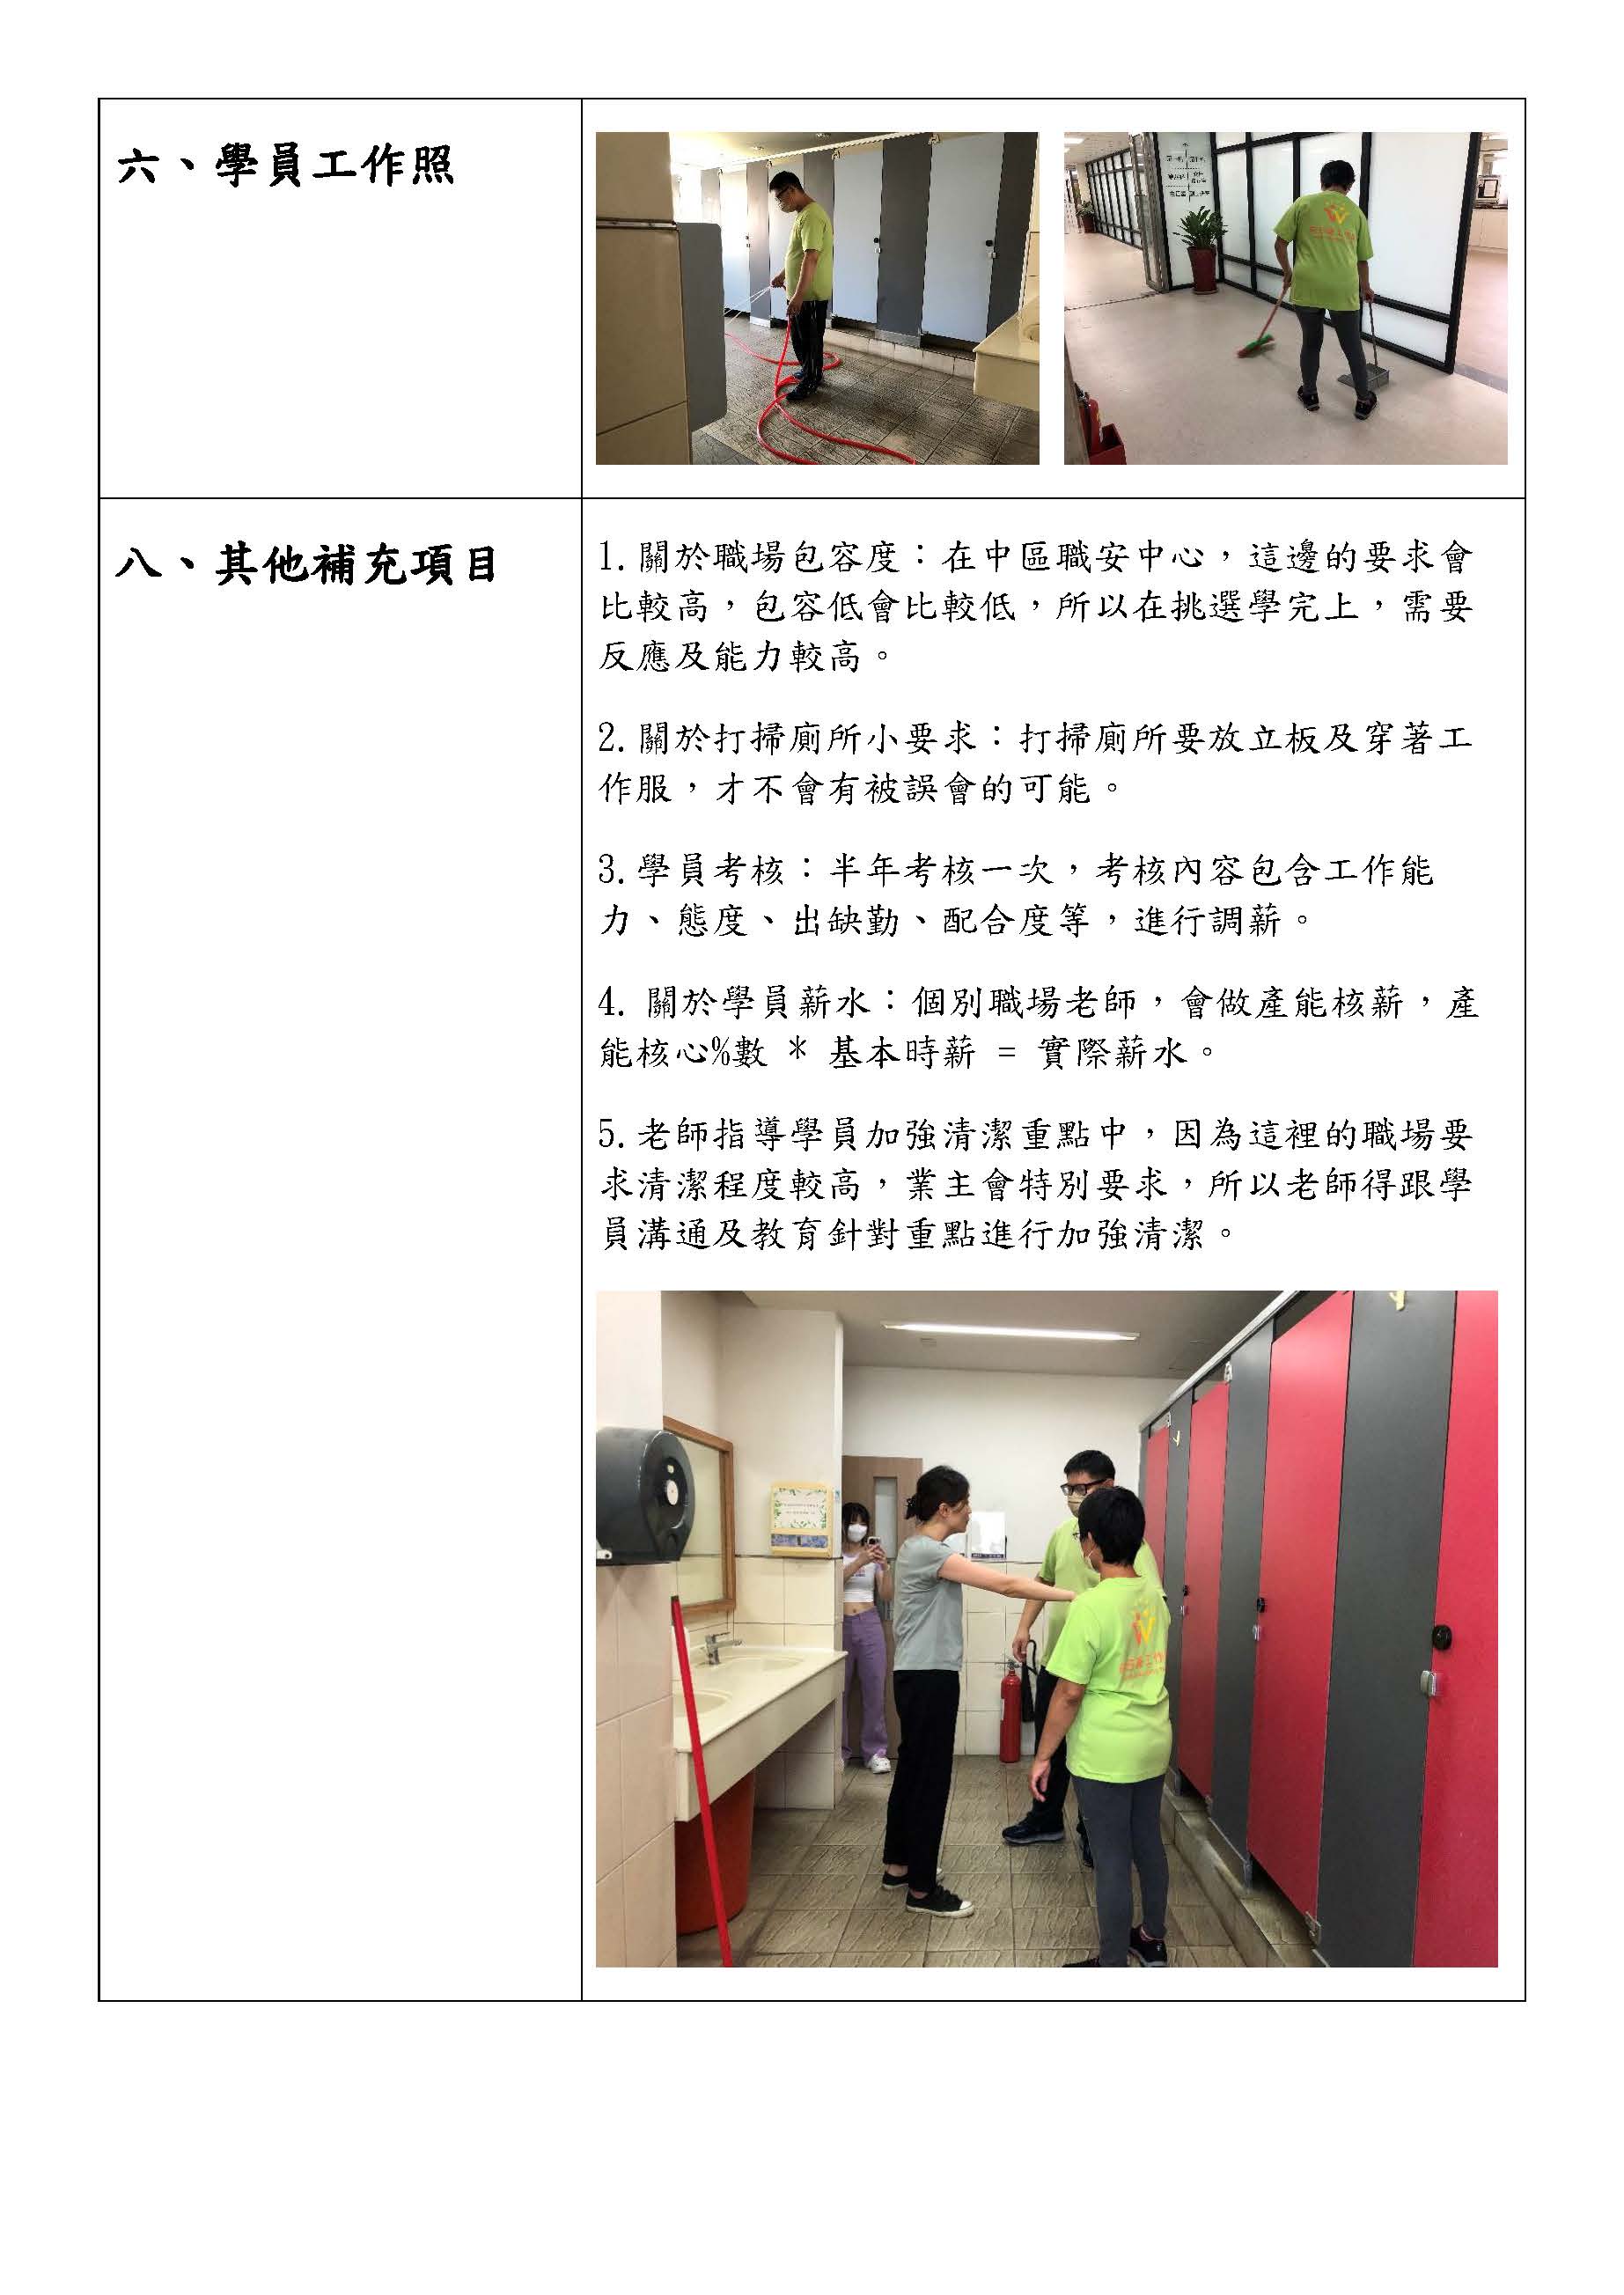 六、學員工作照
八、其他補充項目
1.關於職場包容度：在中區職安中心，這邊的要求會
比較高，包容低會比較低，所以在挑選學完上，需要
反應及能力較高。
2.關於打掃廁所小要求：打掃廁所要放立板及穿著工
作服，才不會有被誤會的可能。
3.學員考核：半年考核一次，考核內容包含工作能
力、態度、出缺勤、配合度等，進行調薪。
4. 關於學員薪水：個別職場老師，會做產能核薪，產
能核心%數 * 基本時薪 = 實際薪水。
5.老師指導學員加強清潔重點中，因為這裡的職場要
求清潔程度較高，業主會特別要求，所以老師得跟學
員溝通及教育針對重點進行加強清潔。